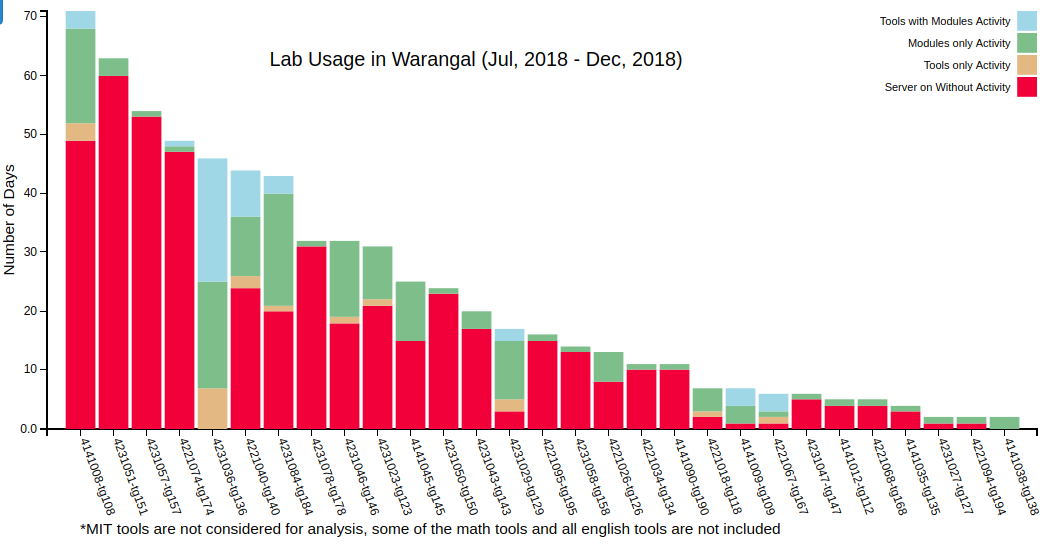 Lab Usage in Warangal (Jul, 2018 - Dec, 2018)
Tools with Modules Activity
Modules only Activity
Tools only Activity
Server on Without Activity
Number of Days
70
60
50
40
30
20
10
0.0
4141008-tg108
4231051-tg151
4231057-tg157
4221074-tg174
4231036-tg136
4221040-tg140
4231084-tg184
4231078-tg178
4231046-tg146
4231023-tg123
4141045-tg145
4231050-tg150
4231043-tg143
4231029-tg129
4221095-tg195
4231058-tg158
4221026-tg126
4221034-tg134
4141090-tg190
4221018-tg118
4141009-tg109
4221067-tg167
4231047-tg147
4141012-tg112
4221068-tg168
4141035-tg135
4231027-tg127
4221094-tg194
4141038-tg138
*MIT tools are not considered for analysis, some of the math tools and all english tools are not included